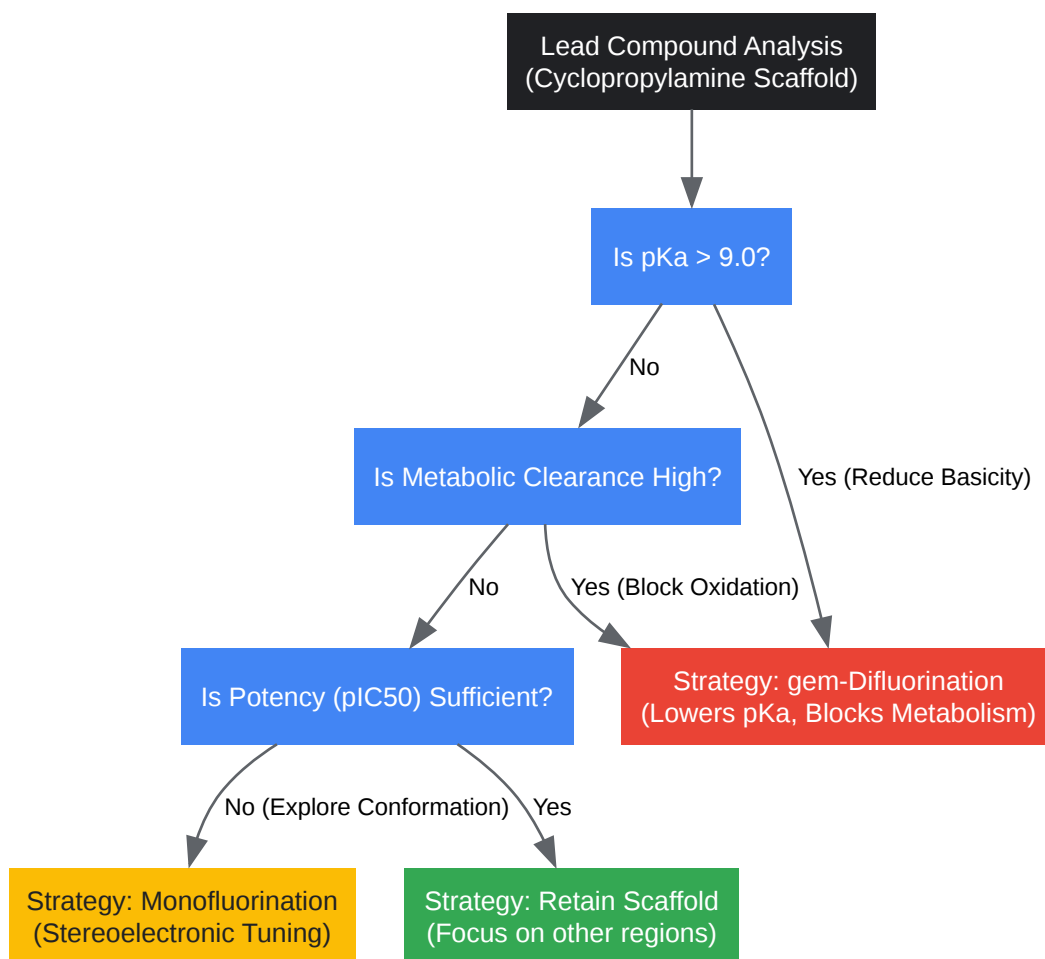 Lead Compound Analysis
(Cyclopropylamine Scaffold)
Is pKa > 9.0?
No
Is Metabolic Clearance High?
Yes (Reduce Basicity)
No
Yes (Block Oxidation)
Is Potency (pIC50) Sufficient?
Strategy: gem-Difluorination
(Lowers pKa, Blocks Metabolism)
No (Explore Conformation)
Yes
Strategy: Monofluorination
(Stereoelectronic Tuning)
Strategy: Retain Scaffold
(Focus on other regions)